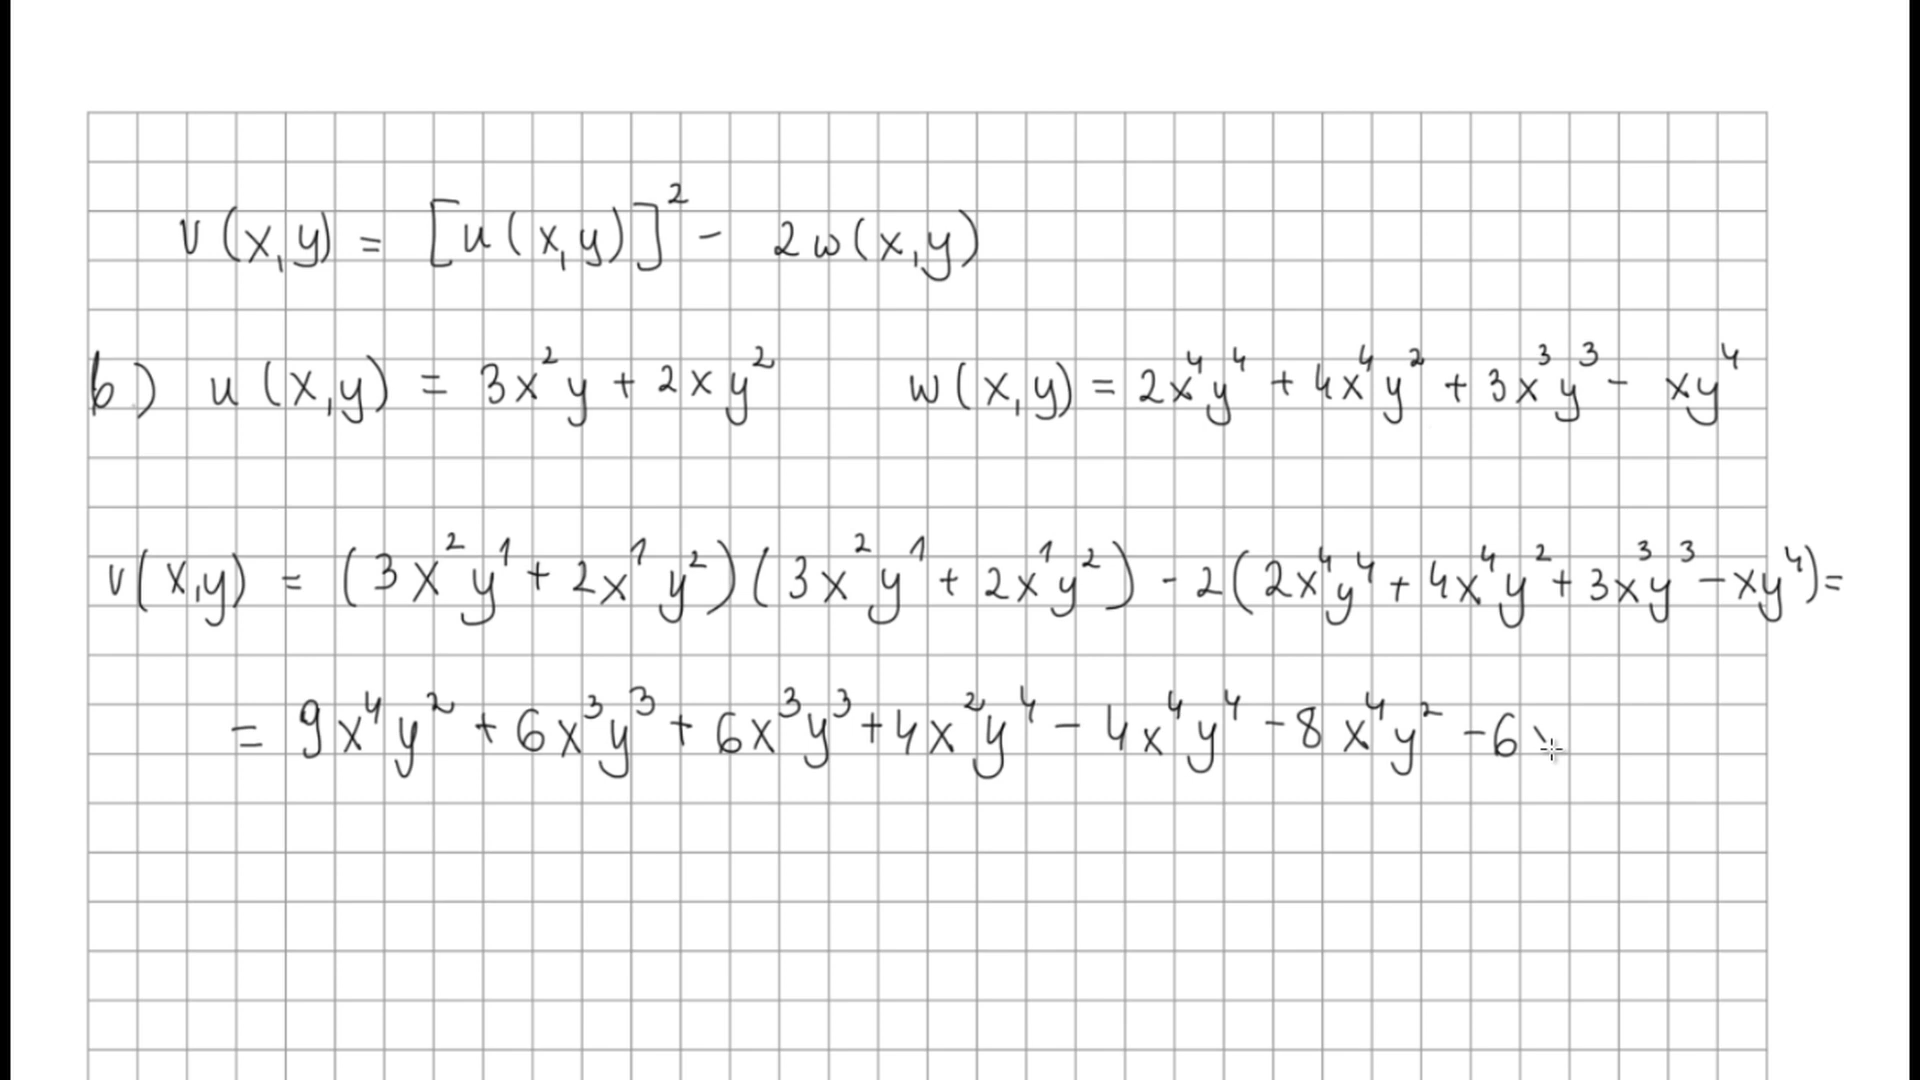 v(x,y) = [u(x,y)]² - 2w(x,y)
b) u(x,y) = 3x²y + 2xy² w(x,y) = 2x⁴y⁴ + 4x⁴y² + 3x³y³ - xy⁴
v(x,y) = (3x²y¹ + 2x¹y²)(3x²y¹ + 2x¹y²) - 2(2x⁴y⁴ + 4x⁴y² + 3x³y³ - xy⁴) =
= 9x⁴y² + 6x³y³ + 6x³y³ + 4x²y⁴ - 4x⁴y⁴ - 8x⁴y² - 6